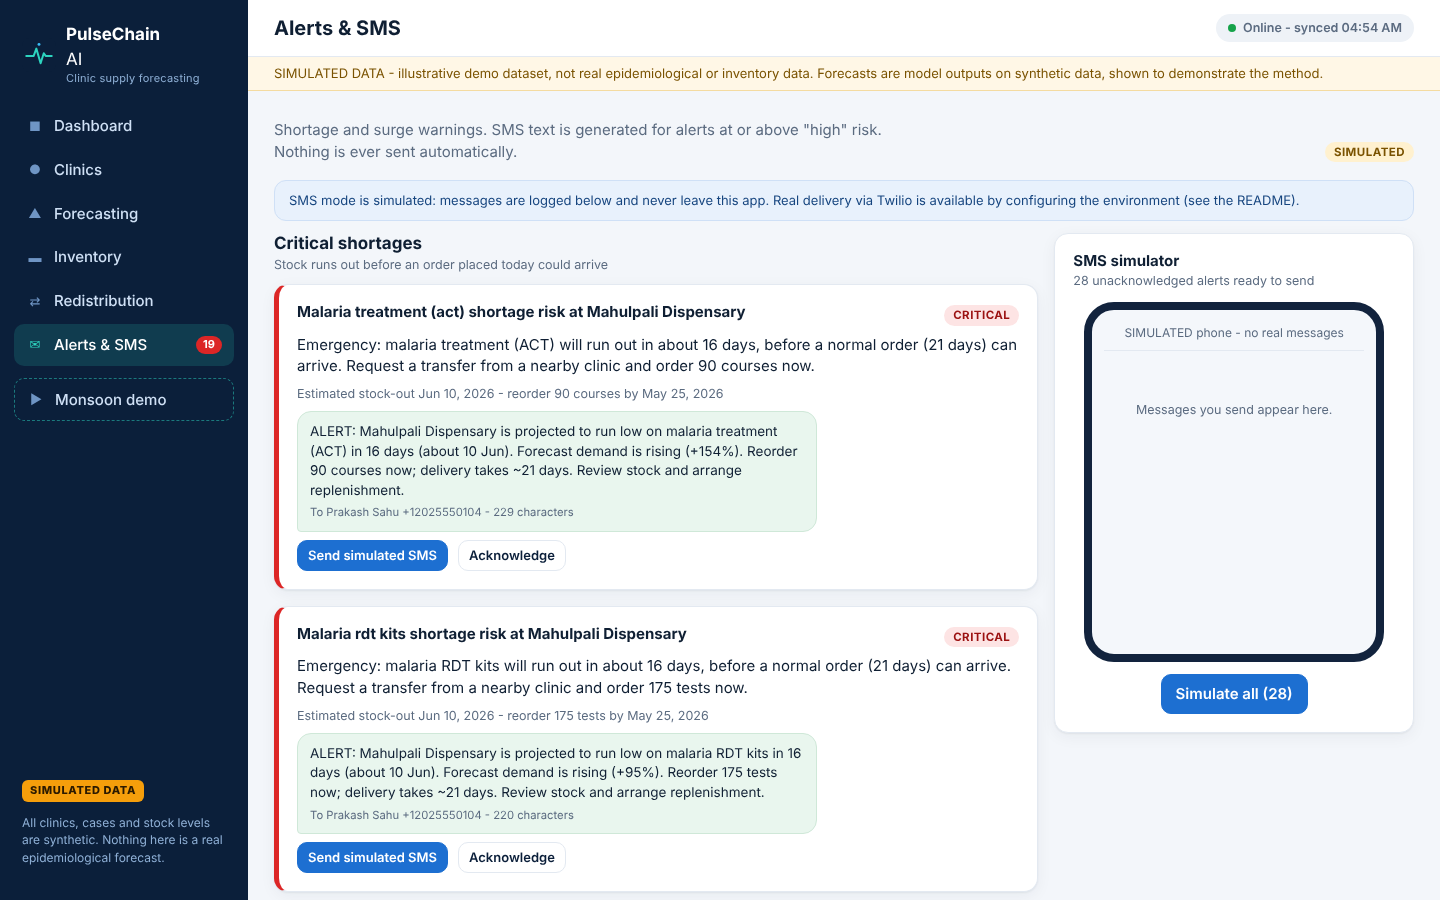 PulseChain
AI
Clinic supply forecasting
Dashboard
Clinics
Forecasting
Inventory
Redistribution
Alerts & SMS
19
Monsoon demo
SIMULATED DATA
All clinics, cases and stock levels
are synthetic. Nothing here is a real
epidemiological forecast.
Alerts & SMS
Online - synced 04:54 AM
SIMULATED DATA - illustrative demo dataset, not real epidemiological or inventory data. Forecasts are model outputs on synthetic data, shown to demonstrate the method.
Shortage and surge warnings. SMS text is generated for alerts at or above "high" risk.
Nothing is ever sent automatically.
SIMULATED
SMS mode is simulated: messages are logged below and never leave this app. Real delivery via Twilio is available by configuring the environment (see the README).
Critical shortages
Stock runs out before an order placed today could arrive
Malaria treatment (act) shortage risk at Mahulpali Dispensary
CRITICAL
Emergency: malaria treatment (ACT) will run out in about 16 days, before a normal order (21 days) can
arrive. Request a transfer from a nearby clinic and order 90 courses now.
Estimated stock-out Jun 10, 2026 - reorder 90 courses by May 25, 2026
ALERT: Mahulpali Dispensary is projected to run low on malaria treatment
(ACT) in 16 days (about 10 Jun). Forecast demand is rising (+154%). Reorder
90 courses now; delivery takes ~21 days. Review stock and arrange
replenishment.
To Prakash Sahu +12025550104 - 229 characters
Send simulated SMS
Acknowledge
Malaria rdt kits shortage risk at Mahulpali Dispensary
CRITICAL
Emergency: malaria RDT kits will run out in about 16 days, before a normal order (21 days) can arrive.
Request a transfer from a nearby clinic and order 175 tests now.
Estimated stock-out Jun 10, 2026 - reorder 175 tests by May 25, 2026
ALERT: Mahulpali Dispensary is projected to run low on malaria RDT kits in 16
days (about 10 Jun). Forecast demand is rising (+95%). Reorder 175 tests
now; delivery takes ~21 days. Review stock and arrange replenishment.
To Prakash Sahu +12025550104 - 220 characters
Send simulated SMS
Acknowledge
SMS simulator
28 unacknowledged alerts ready to send
SIMULATED phone - no real messages
Messages you send appear here.
Simulate all (28)